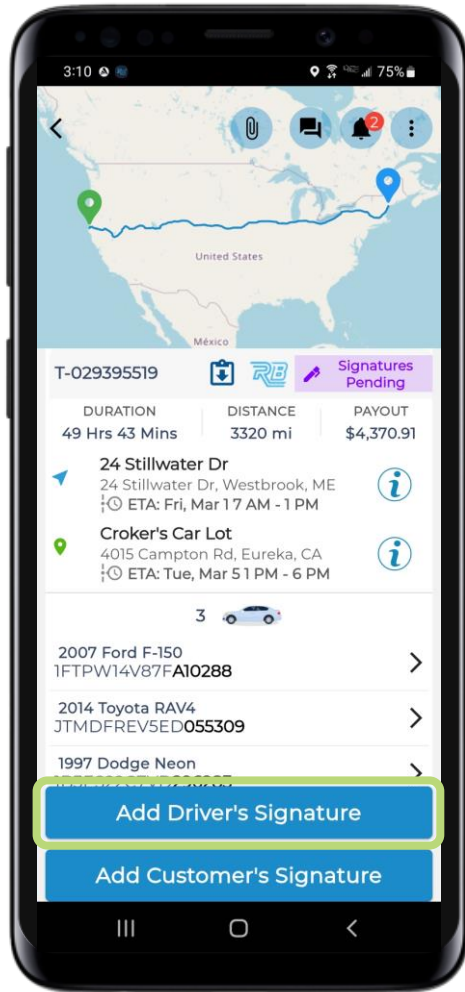 3:10 75%
2
United States
México
T-029395519 RB Signatures
Pending
DURATION DISTANCE PAYOUT
49 Hrs 43 Mins 3320 mi $4,370.91
24 Stillwater Dr
24 Stillwater Dr, Westbrook, ME
ETA: Fri, Mar 1 7 AM - 1 PM
Croker's Car Lot
4015 Campton Rd, Eureka, CA
ETA: Tue, Mar 5 1 PM - 6 PM
3
2007 Ford F-150
1FTPW14V87FA10288
2014 Toyota RAV4
JTMDFREV5ED055309
1997 Dodge Neon
Add Driver's Signature
Add Customer's Signature